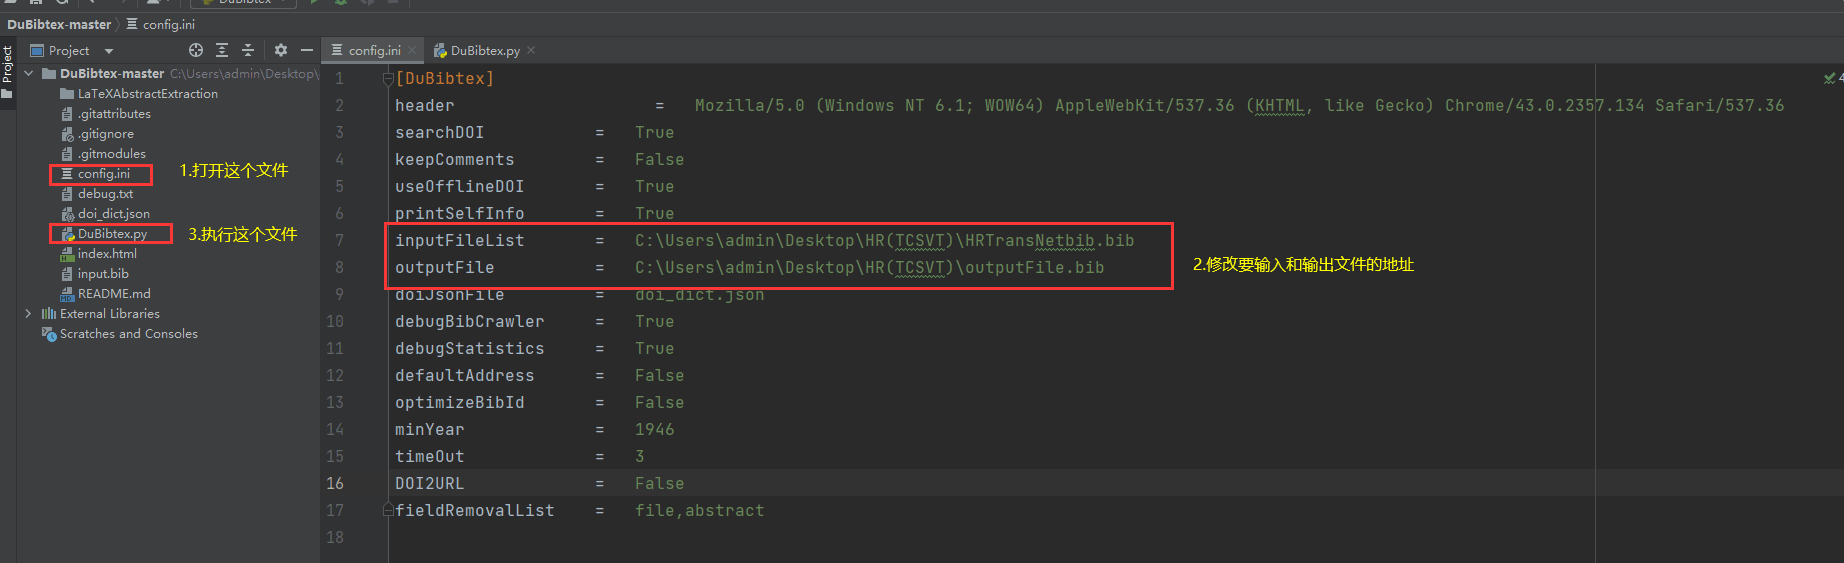 DuBibtex
DuBibtex-master config.ini
Project
Project
config.ini DuBibtex.py
DuBibtex-master C:\Users\admin\Desktop\
LaTeXAbstractExtraction
.gitattributes
.gitignore
.gitmodules
config.ini
1.打开这个文件
debug.txt
doi_dict.json
DuBibtex.py
3.执行这个文件
index.html
input.bib
README.md
External Libraries
Scratches and Consoles
1 [DuBibtex]
2 header = Mozilla/5.0 (Windows NT 6.1; WOW64) AppleWebKit/537.36 (KHTML, like Gecko) Chrome/43.0.2357.134 Safari/537.36
3 searchDOI = True
4 keepComments = False
5 useOfflineDOI = True
6 printSelfInfo = True
7 inputFileList = C:\Users\admin\Desktop\HR(TCSVT)\HRTransNetbib.bib
8 outputFile = C:\Users\admin\Desktop\HR(TCSVT)\outputFile.bib
2.修改要输入和输出文件的地址
9 doiJsonFile = doi_dict.json
10 debugBibCrawler = True
11 debugStatistics = True
12 defaultAddress = False
13 optimizeBibId = False
14 minYear = 1946
15 timeOut = 3
16 DOI2URL = False
17 fieldRemovalList = file,abstract
18
4